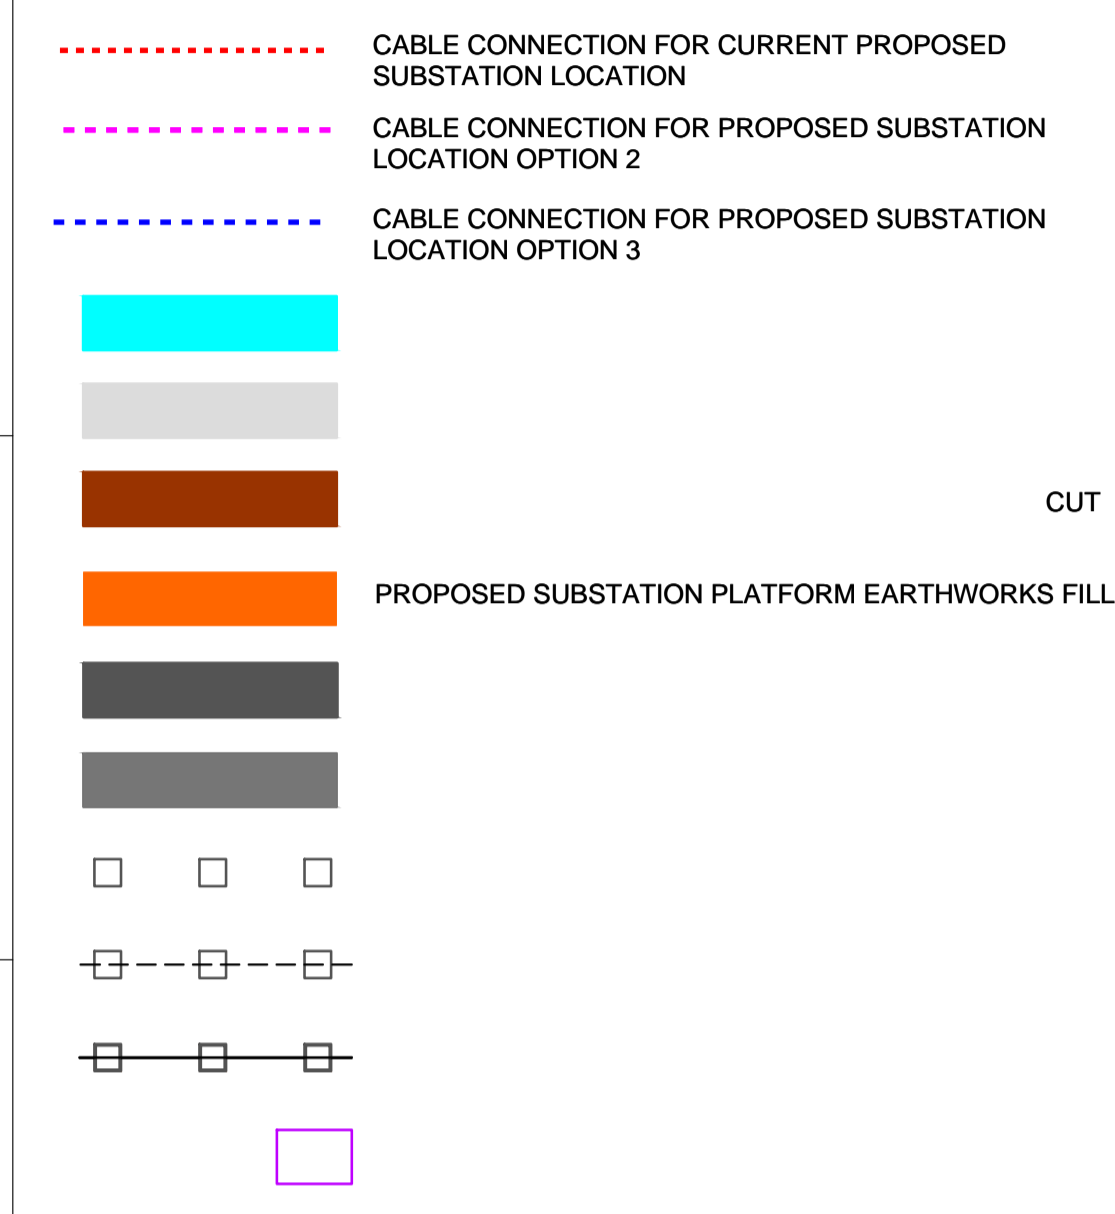 CABLE CONNECTION FOR CURRENT PROPOSED
SUBSTATION LOCATION
CABLE CONNECTION FOR PROPOSED SUBSTATION
LOCATION OPTION 2
CABLE CONNECTION FOR PROPOSED SUBSTATION
LOCATION OPTION 3
CUT
PROPOSED SUBSTATION PLATFORM EARTHWORKS FILL